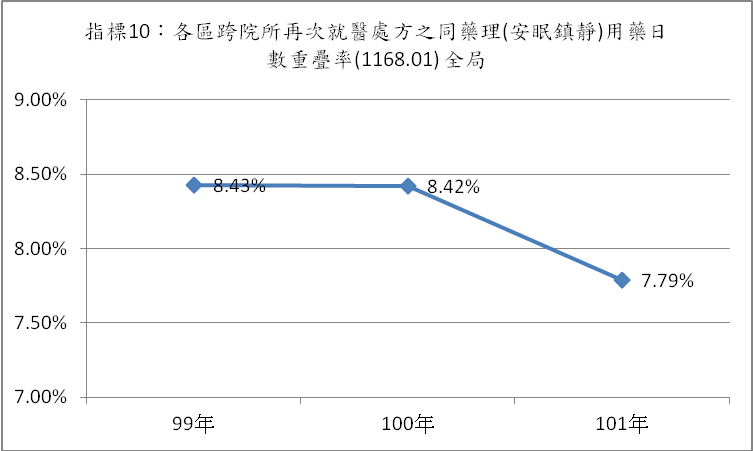 指標10：各區跨院所再次就醫處方之同藥理(安眠鎮靜)用藥日
數重疊率(1168.01)全局
9.00%
8.50%
8.00%
7.50%
7.00%
8.43%
8.42%
7.79%
99年
100年
101年